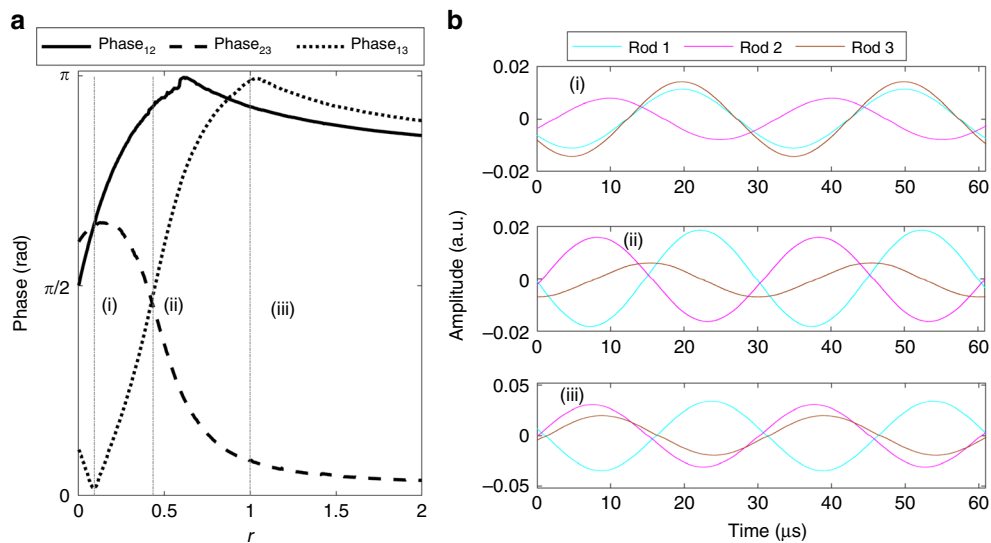 a
Phase12 Phase23 Phase13
π
π/2
0
Phase (rad)
(i) (ii) (iii)
0 0.5 1 1.5 2
r
b
Rod 1 Rod 2 Rod 3
(i)
0.02
0
−0.02
0 10 20 30 40 50 60
(ii)
0.02
0
−0.02
0 10 20 30 40 50 60
(iii)
0.05
0
−0.05
0 10 20 30 40 50 60
Amplitude (a.u.)
Time (μs)